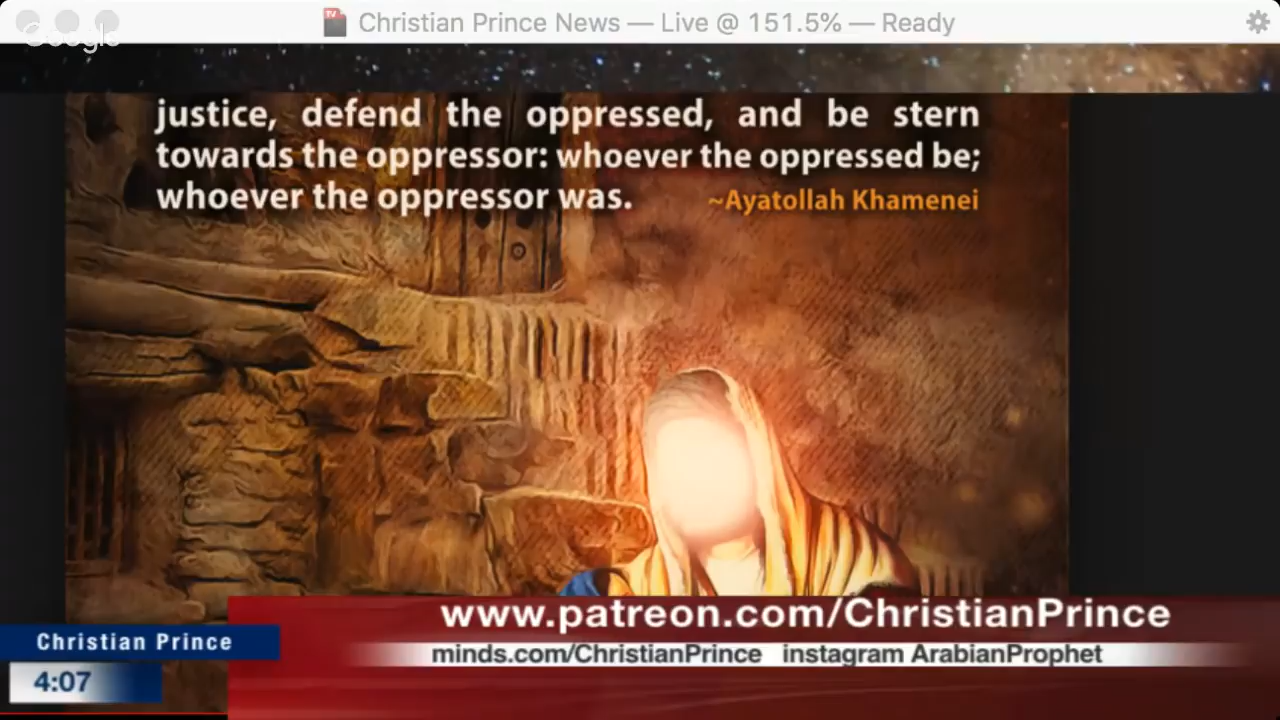 Christian Prince News — Live @ 151.5% — Ready
Google
justice, defend the oppressed, and be stern
towards the oppressor: whoever the oppressed be;
whoever the oppressor was.
~Ayatollah Khamenei
www.patreon.com/ChristianPrince
Christian Prince
minds.com/ChristianPrince instagram ArabianProphet
4:07